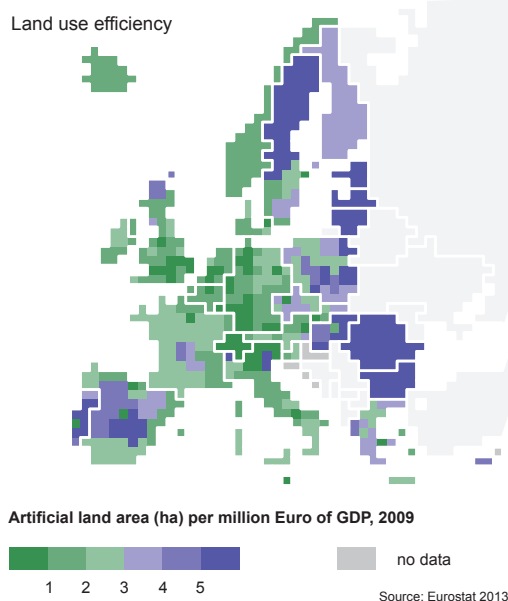 Land use efficiency
Artificial land area (ha) per million Euro of GDP, 2009
no data
1 2 3 4 5
Source: Eurostat 2013